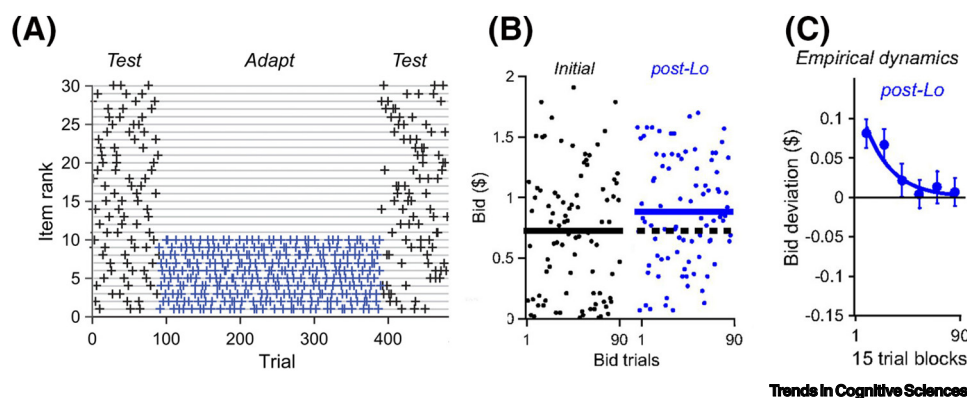 (A)
Test Adapt Test
30
25
20
15
10
5
0
Item rank
0 100 200 300 400
Trial
(B)
Initial post-Lo
2
1.5
1
0.5
0
Bid ($)
1 90 1 90
Bid trials
(C)
Empirical dynamics
post-Lo
0.1
0.05
0
-0.05
-0.1
-0.15
Bid deviation ($)
1 90
15 trial blocks
Trends in Cognitive Sciences